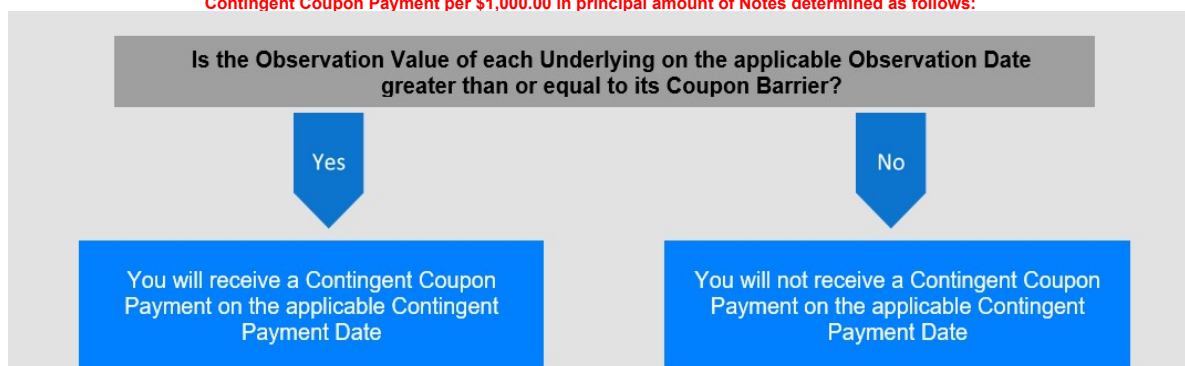 Contingent Coupon Payment per $1,000.00 in principal amount of Notes determined as follows:
Is the Observation Value of each Underlying on the applicable Observation Date
greater than or equal to its Coupon Barrier?
Yes
No
You will receive a Contingent Coupon
Payment on the applicable Contingent
Payment Date
You will not receive a Contingent Coupon
Payment on the applicable Contingent
Payment Date